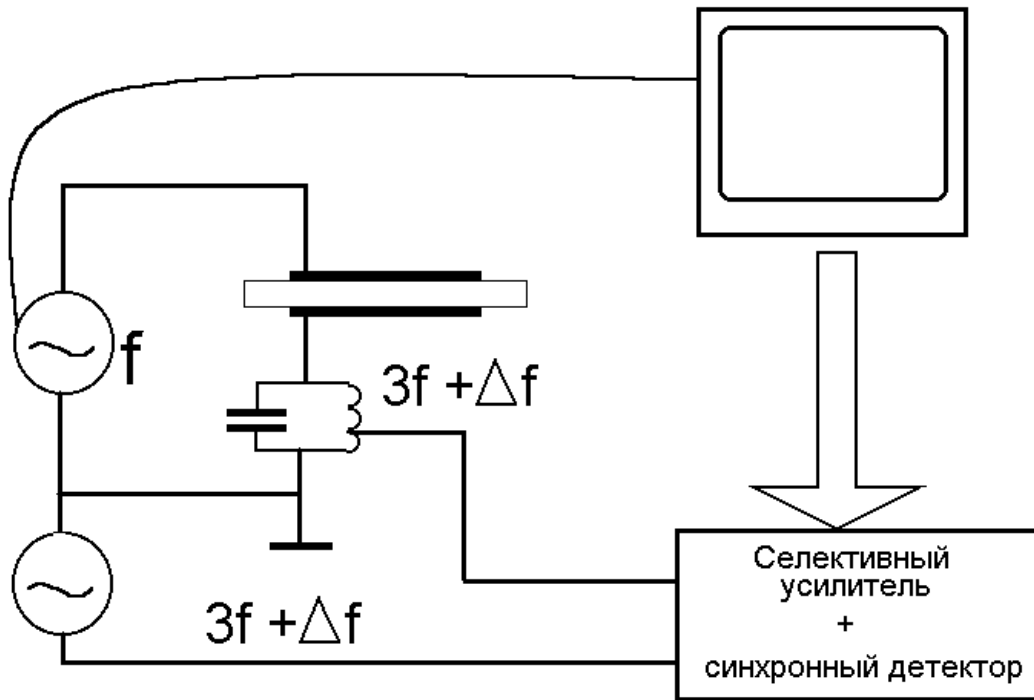 f
3f +Δf
3f +Δf
Селективный
усилитель
+
синхронный детектор